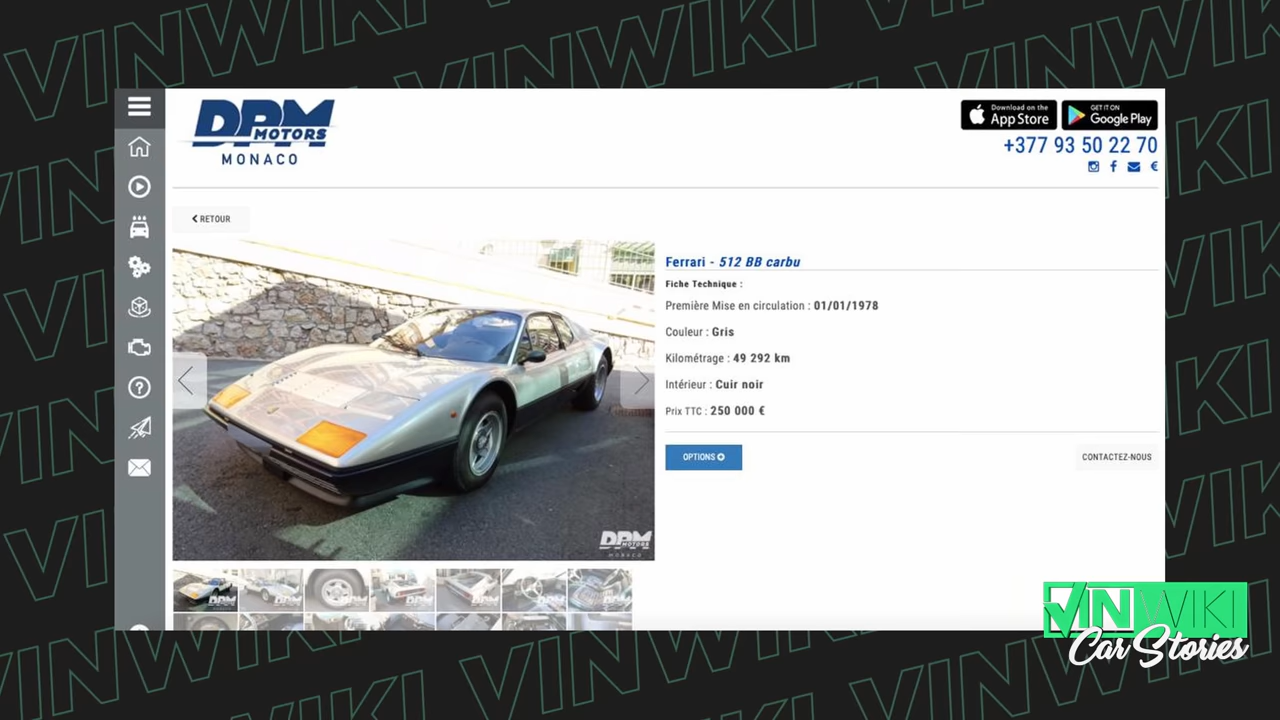 DPM
MOTORS
MONACO
Download on the
App Store
GET IT ON
Google Play
+377 93 50 22 70
€
RETOUR
Ferrari - 512 BB carbu
Fiche Technique :
Première Mise en circulation : 01/01/1978
Couleur : Gris
Kilométrage : 49 292 km
Intérieur : Cuir noir
Prix TTC : 250 000 €
OPTIONS
CONTACTEZ-NOUS
DPM
MOTORS
MONACO
VINWIKI
Car Stories
VINWIKI